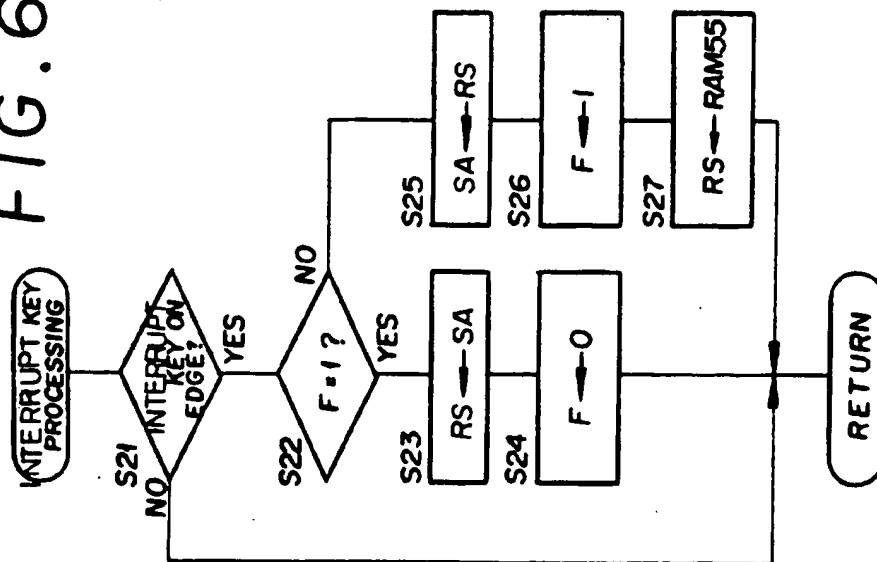 FIG. 6
INTERRUPT KEY
PROCESSING
S21
INTERRUPT
KEY ON
EDGE?
NO
YES
S22
F=1?
NO
YES
S23
RS←SA
S24
F←0
S25
SA←RS
S26
F←1
S27
RS←RAM55
RETURN